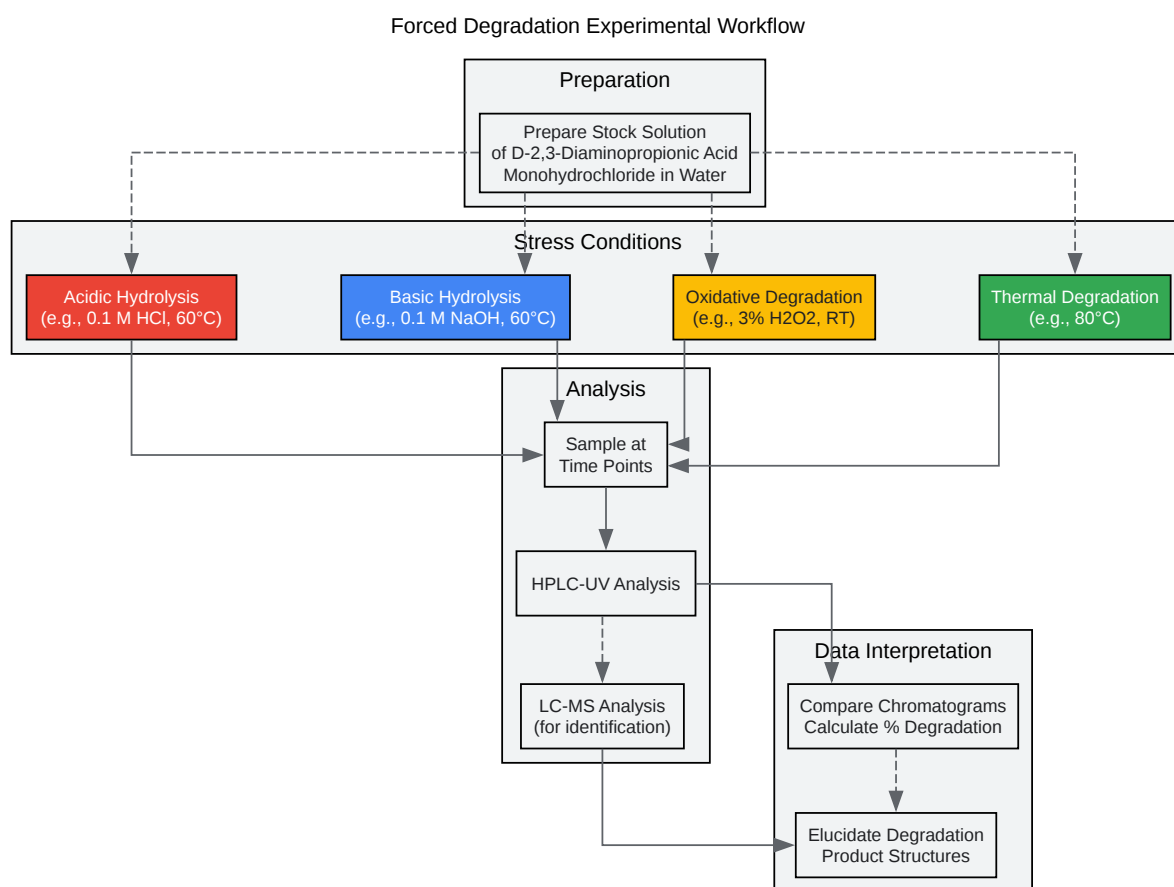 Forced Degradation Experimental Workflow
Preparation
Prepare Stock Solution
of D-2,3-Diaminopropionic Acid
Monohydrochloride in Water
Stress Conditions
Acidic Hydrolysis
(e.g., 0.1 M HCl, 60°C)
Basic Hydrolysis
(e.g., 0.1 M NaOH, 60°C)
Oxidative Degradation
(e.g., 3% H2O2, RT)
Thermal Degradation
(e.g., 80°C)
Analysis
Sample at
Time Points
HPLC-UV Analysis
LC-MS Analysis
(for identification)
Data Interpretation
Compare Chromatograms
Calculate % Degradation
Elucidate Degradation
Product Structures